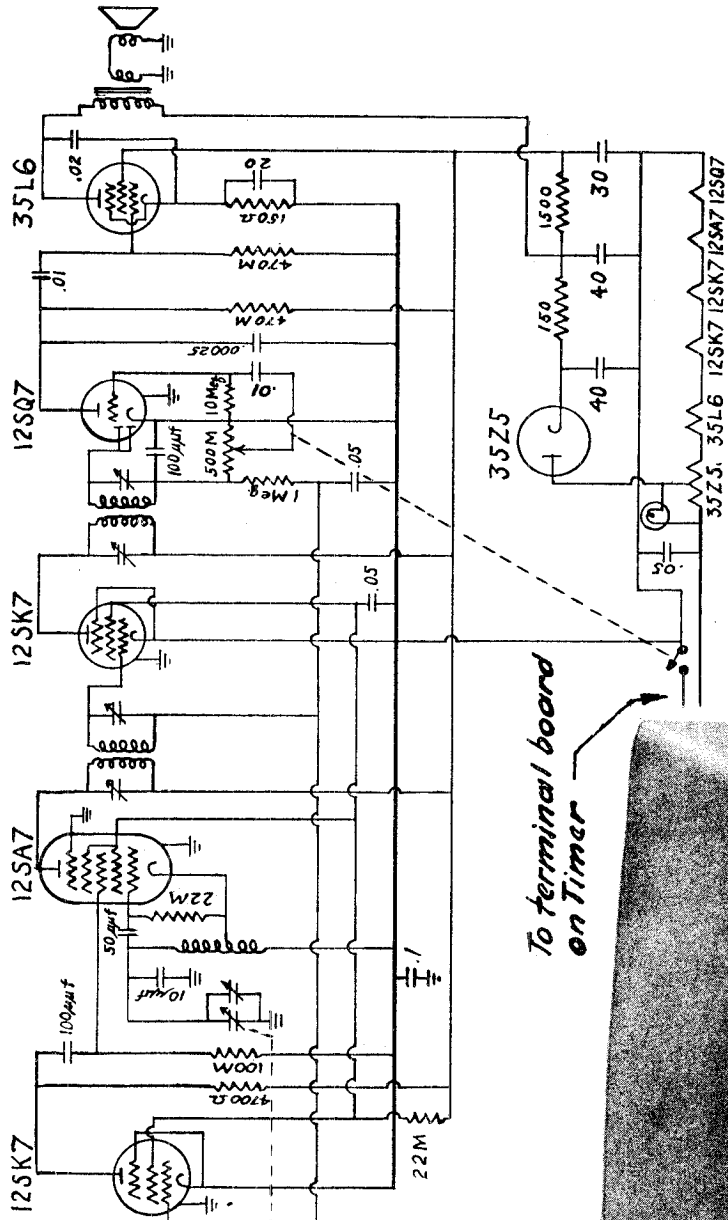 12SK7
12SA7
12SK7
12SQ7
35L6
100μμf
50μμf
22M
10μμf
100M
4700Ω
22M
.1
.05
100μμf
500M
10Meg
1 Meg.
.05
.01
.00025
470M
470M
.01
150Ω
20
.02
35Z5
150
1500
40
40
30
.05
35Z5
35L6
12SK7
12SK7
12SA7
12SQ7
To terminal board
on Timer